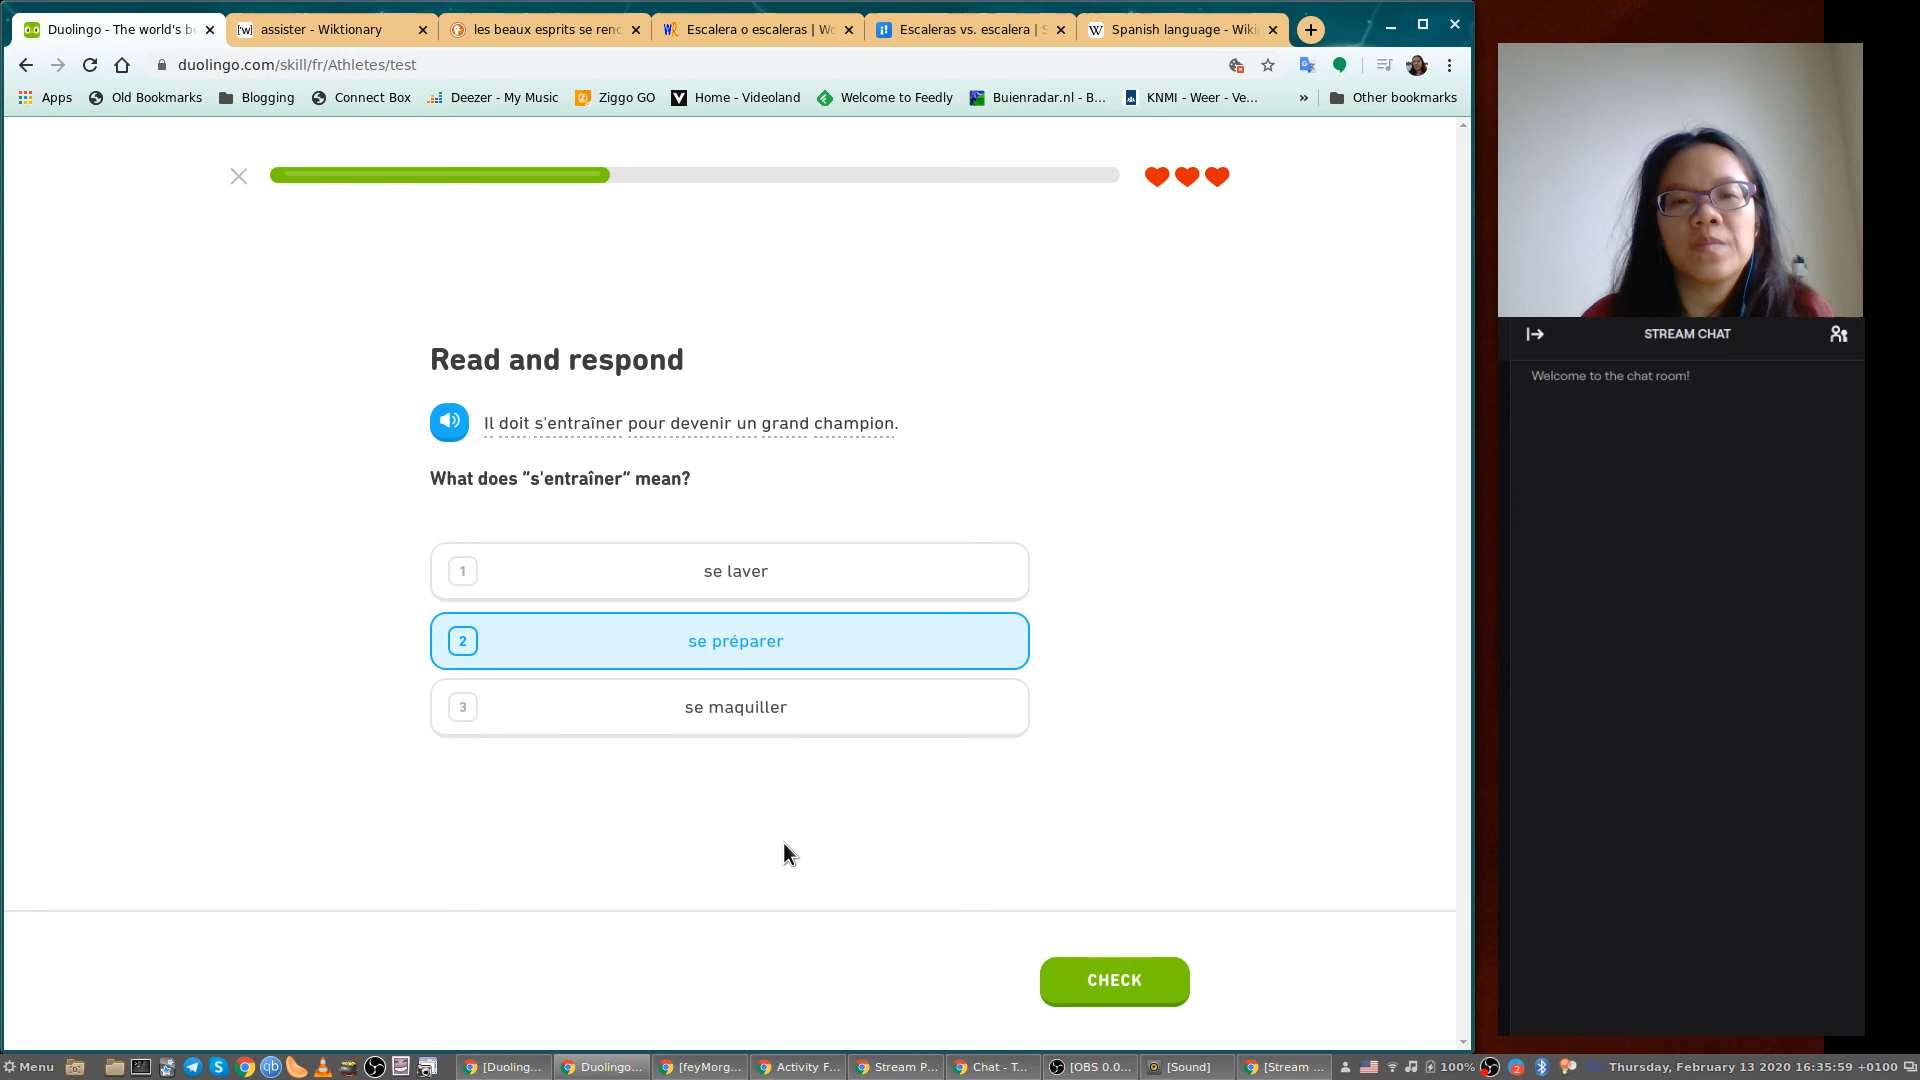 Duolingo - The world's b
assister - Wiktionary
les beaux esprits se renc
Escalera o escaleras | Wo
Escaleras vs. escalera | S
Spanish language - Wiki
duolingo.com/skill/fr/Athletes/test
Apps
Old Bookmarks
Blogging
Connect Box
Deezer - My Music
Ziggo GO
Home - Videoland
Welcome to Feedly
Buienradar.nl - B...
KNMI - Weer - Ve...
»
Other bookmarks
Read and respond
Il doit s'entraîner pour devenir un grand champion.
What does “s'entraîner” mean?
1 se laver
2 se préparer
3 se maquiller
CHECK
STREAM CHAT
Welcome to the chat room!
Menu
[Duoling...
Duolingo...
[feyMorg...
Activity F...
Stream P...
Chat - T...
[OBS 0.0...
[Sound]
[Stream ...
100%
2
Thursday, February 13 2020 16:35:59 +0100